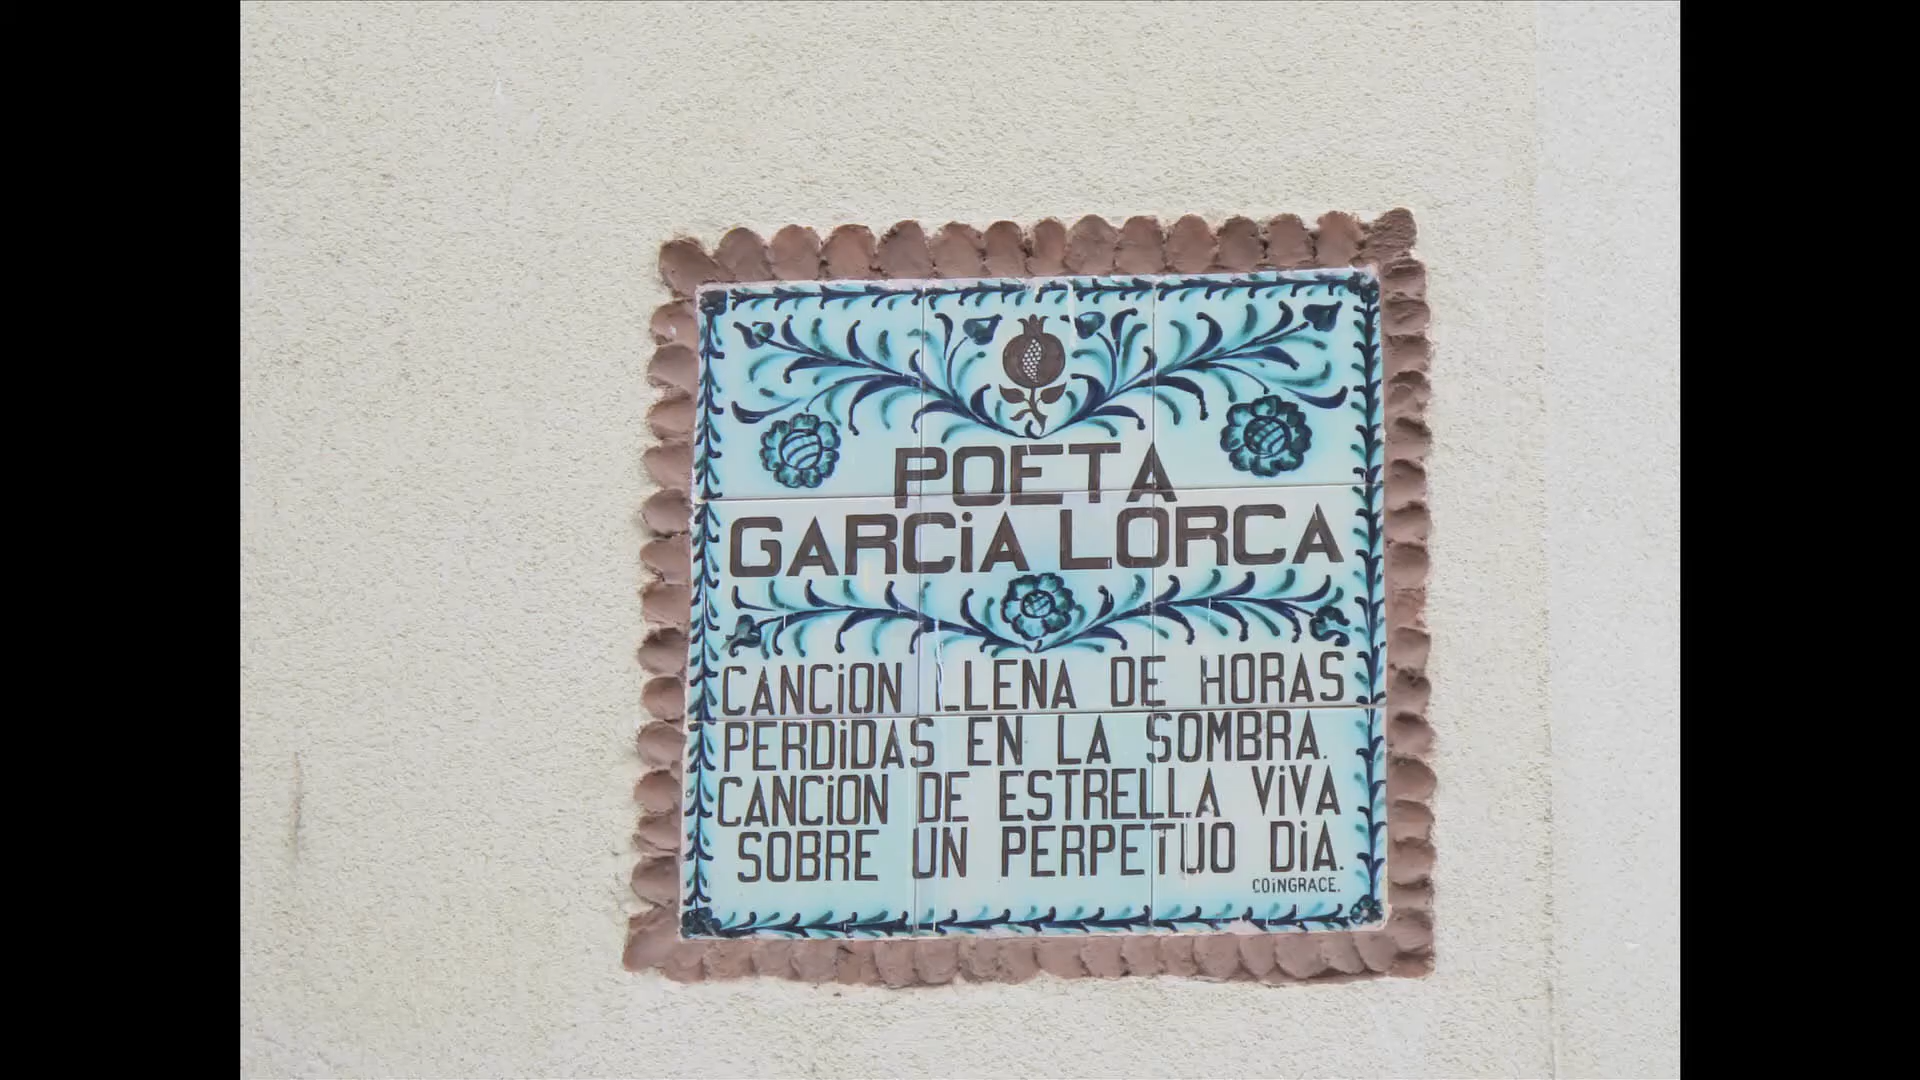 POETA
GARCiA LORCA
CANCiON LLENA DE HORAS
PERDiDAS EN LA SOMBRA.
CANCiON DE ESTRELLA ViVA
SOBRE UN PERPETUO DiA.
COiNGRACE.